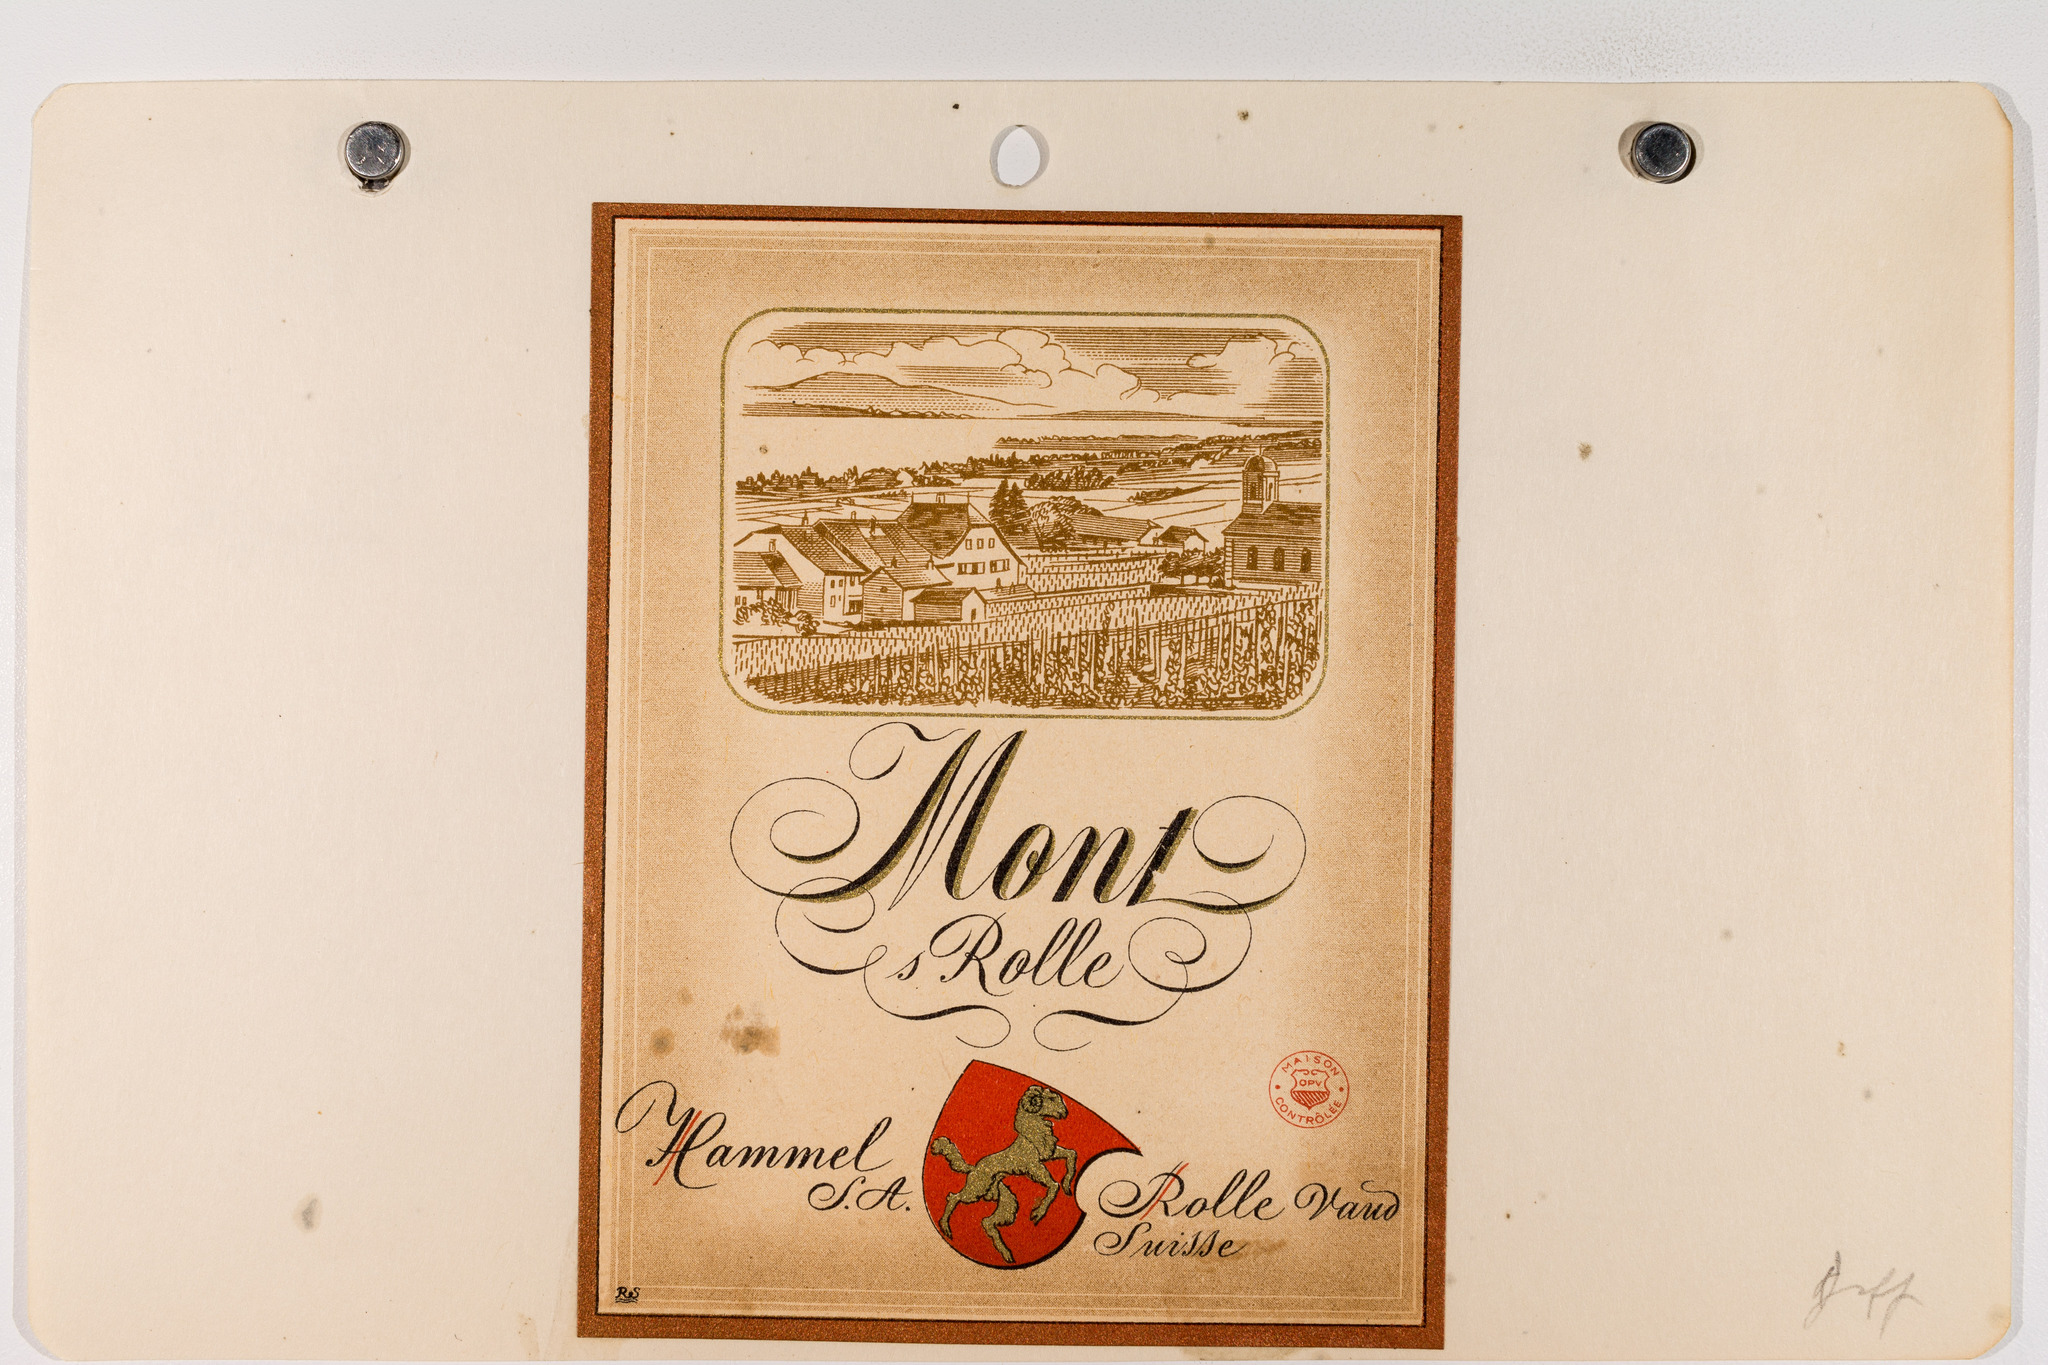 Mont
s Rolle
MAISON
OPV
CONTRÔLÉE
Hammel
S.A.
Rolle Vaud
Suisse
RS